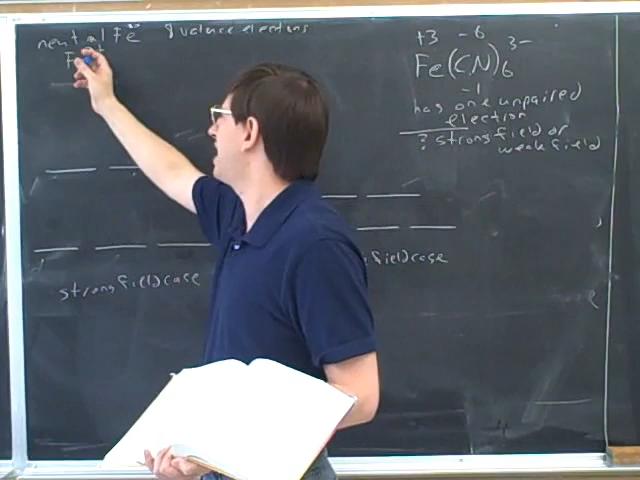 neutral Fe 8 valence electrons
+3 -6
Fe(CN)6 3-
-1
has one unpaired
electron
? strong field or
weak field
strong field case
field case